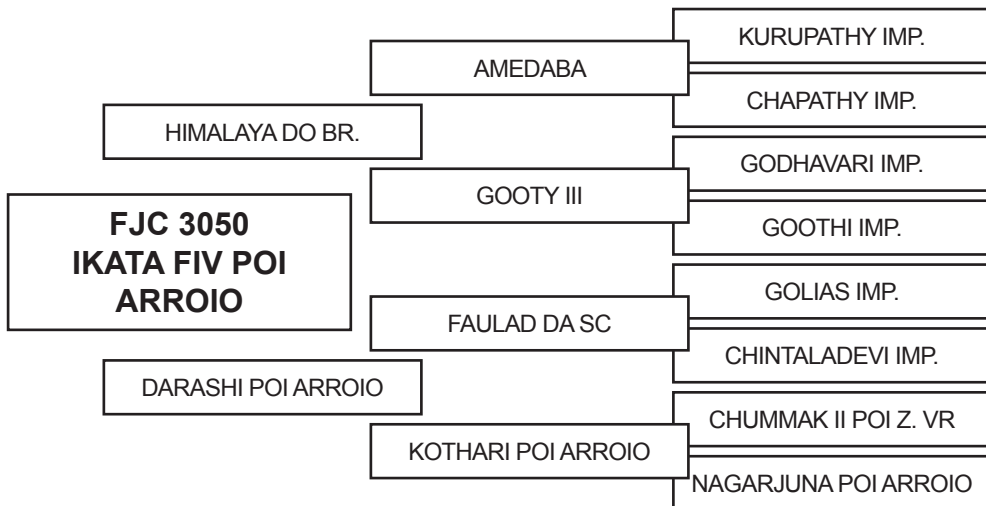 KURUPATHY IMP.
AMEDABA
CHAPATHY IMP.
HIMALAYA DO BR.
GODHAVARI IMP.
GOOTY III
GOOTHI IMP.
FJC 3050
IKATA FIV POI
ARROIO
GOLIAS IMP.
FAULAD DA SC
CHINTALADEVI IMP.
DARASHI POI ARROIO
CHUMMAK II POI Z. VR
KOTHARI POI ARROIO
NAGARJUNA POI ARROIO